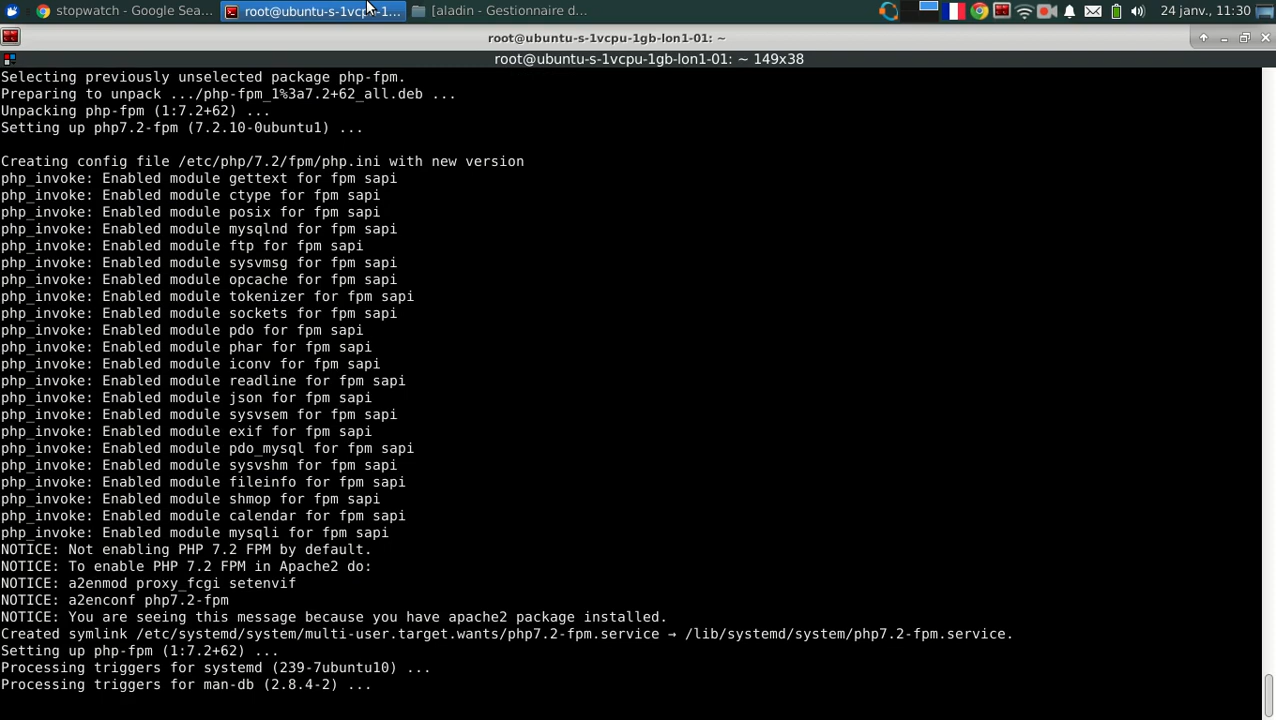 stopwatch - Google Sea...
root@ubuntu-s-1vcpu-1...
[aladin - Gestionnaire d...
24 janv., 11:30
root@ubuntu-s-1vcpu-1gb-lon1-01: ~
root@ubuntu-s-1vcpu-1gb-lon1-01: ~ 149x38
Selecting previously unselected package php-fpm.
Preparing to unpack .../php-fpm_1%3a7.2+62_all.deb ...
Unpacking php-fpm (1:7.2+62) ...
Setting up php7.2-fpm (7.2.10-0ubuntu1) ...
Creating config file /etc/php/7.2/fpm/php.ini with new version
php_invoke: Enabled module gettext for fpm sapi
php_invoke: Enabled module ctype for fpm sapi
php_invoke: Enabled module posix for fpm sapi
php_invoke: Enabled module mysqlnd for fpm sapi
php_invoke: Enabled module ftp for fpm sapi
php_invoke: Enabled module sysvmsg for fpm sapi
php_invoke: Enabled module opcache for fpm sapi
php_invoke: Enabled module tokenizer for fpm sapi
php_invoke: Enabled module sockets for fpm sapi
php_invoke: Enabled module pdo for fpm sapi
php_invoke: Enabled module phar for fpm sapi
php_invoke: Enabled module iconv for fpm sapi
php_invoke: Enabled module readline for fpm sapi
php_invoke: Enabled module json for fpm sapi
php_invoke: Enabled module sysvsem for fpm sapi
php_invoke: Enabled module exif for fpm sapi
php_invoke: Enabled module pdo_mysql for fpm sapi
php_invoke: Enabled module sysvshm for fpm sapi
php_invoke: Enabled module fileinfo for fpm sapi
php_invoke: Enabled module shmop for fpm sapi
php_invoke: Enabled module calendar for fpm sapi
php_invoke: Enabled module mysqli for fpm sapi
NOTICE: Not enabling PHP 7.2 FPM by default.
NOTICE: To enable PHP 7.2 FPM in Apache2 do:
NOTICE: a2enmod proxy_fcgi setenvif
NOTICE: a2enconf php7.2-fpm
NOTICE: You are seeing this message because you have apache2 package installed.
Created symlink /etc/systemd/system/multi-user.target.wants/php7.2-fpm.service → /lib/systemd/system/php7.2-fpm.service.
Setting up php-fpm (1:7.2+62) ...
Processing triggers for systemd (239-7ubuntu10) ...
Processing triggers for man-db (2.8.4-2) ...